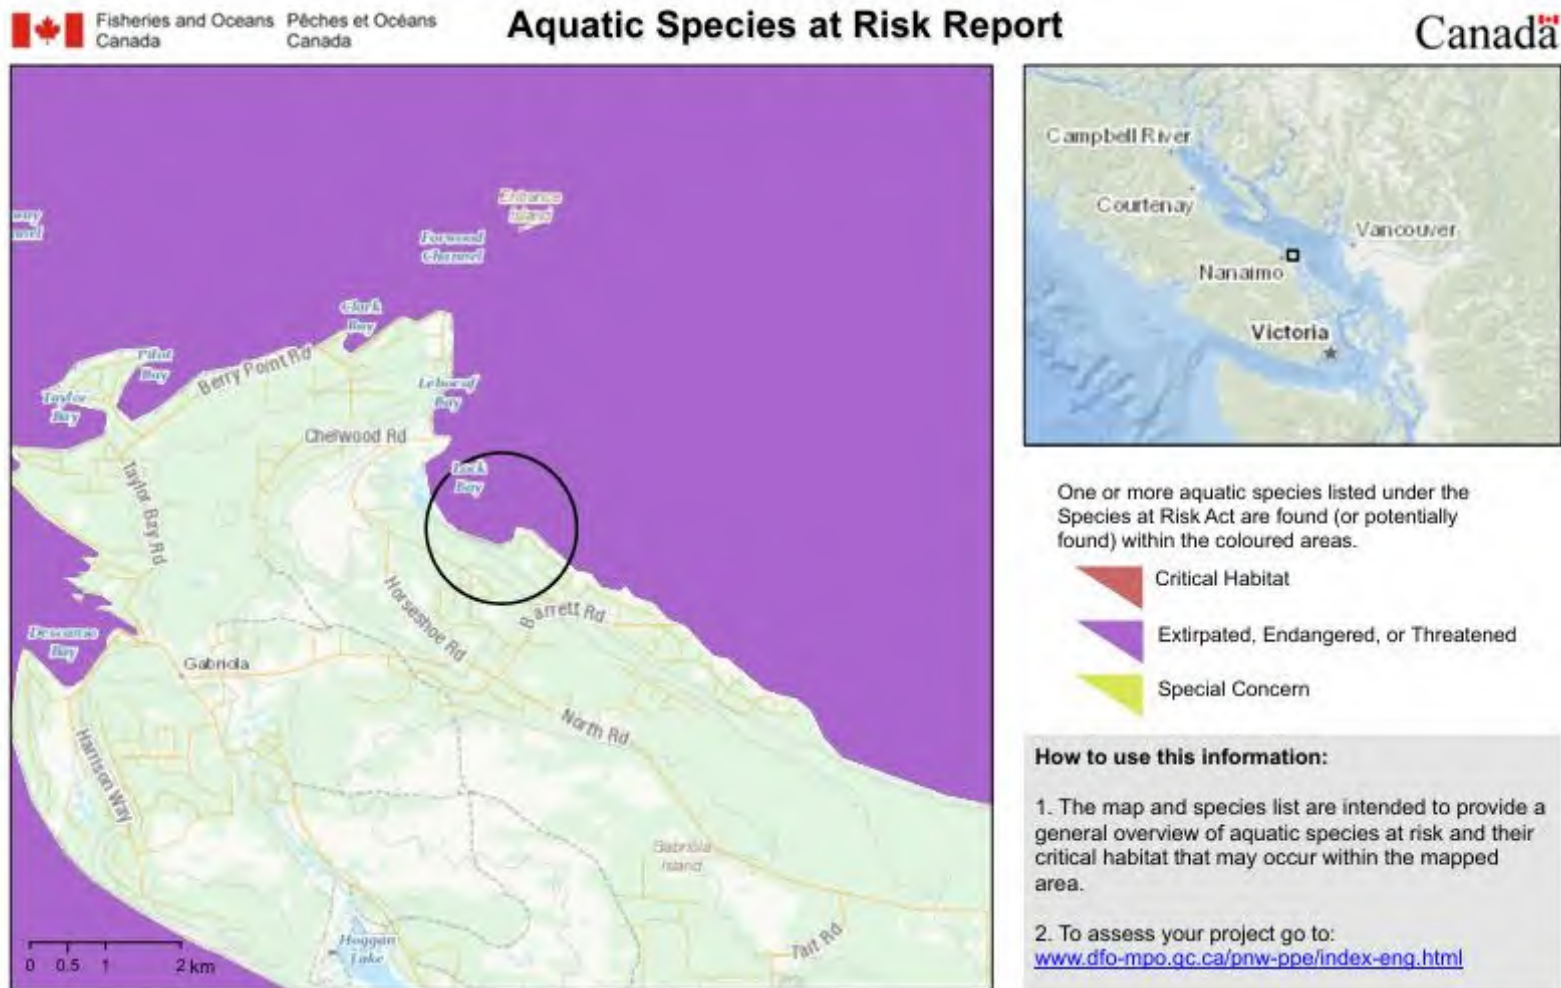 Fisheries and Oceans
Canada
Pêches et Océans
Canada
Aquatic Species at Risk Report
Canada
Entrance
Island
Forwood
Channel
Clark
Bay
Pilot
Bay
Berry Point Rd
Taylor
Bay
Leboeuf
Bay
Chelwood Rd
Lock
Bay
Taylor Bay Rd
Horseshoe Rd
Barrett Rd
Descanso
Bay
Gabriola
North Rd
Harrison Way
Gabriola
Island
Tait Rd
Hoggan
Lake
0 0.5 1 2 km
Campbell River
Courtenay
Vancouver
Nanaimo
Victoria
One or more aquatic species listed under the
Species at Risk Act are found (or potentially
found) within the coloured areas.
Critical Habitat
Extirpated, Endangered, or Threatened
Special Concern
How to use this information:
1. The map and species list are intended to provide a
general overview of aquatic species at risk and their
critical habitat that may occur within the mapped
area.
2. To assess your project go to:
www.dfo-mpo.gc.ca/pnw-ppe/index-eng.html